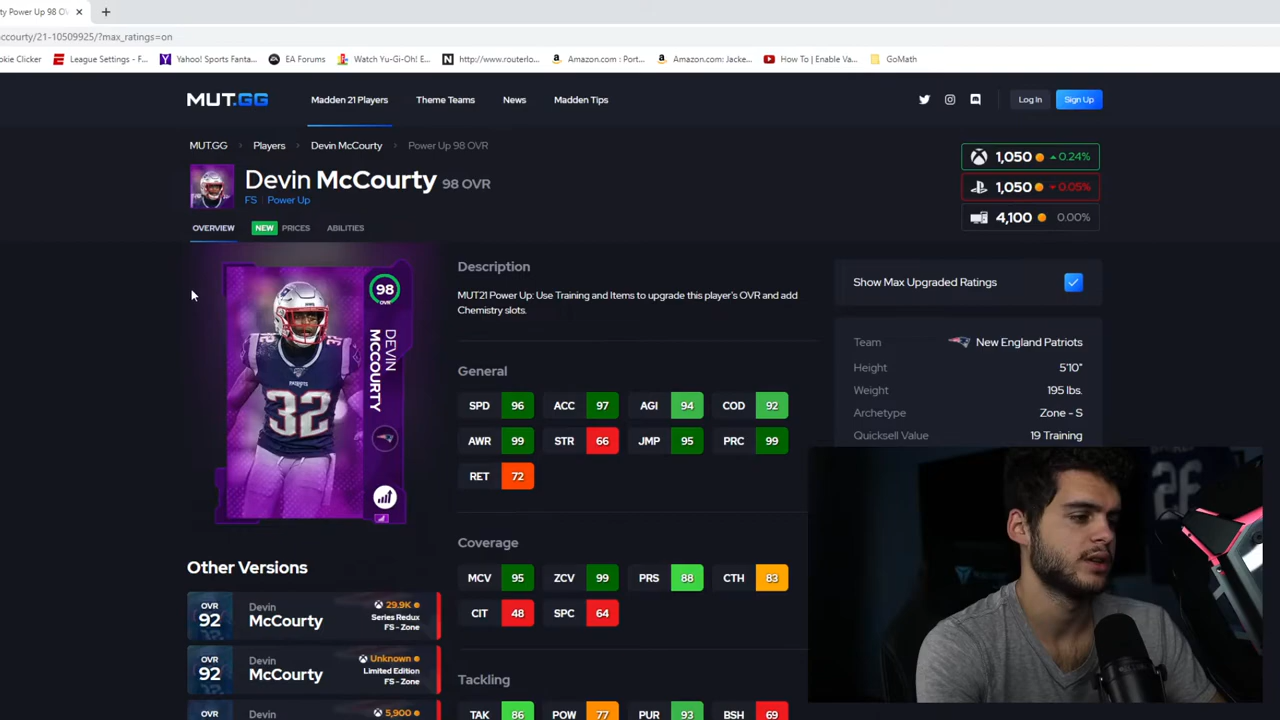 ty Power Up 98 O
ccourty/21-10509925/?max_ratings=on
okie Clicker League Settings - F... Yahoo! Sports Fanta... EA Forums Watch Yu-Gi-Oh! E... http://www.routerlo... Amazon.com : Port... Amazon.com: Jacke... How To | Enable Va... GoMath
MUT.GG Madden 21 Players Theme Teams News Madden Tips Log In Sign Up
MUT.GG > Players > Devin McCourty > Power Up 98 OVR
1,050 0.24%
Devin McCourty 98 OVR
1,050 0.05%
FS Power Up
4,100 0.00%
OVERVIEW NEW PRICES ABILITIES
98
OVR
DEVIN
MCCOURTY
32
Description
MUT21 Power Up: Use Training and Items to upgrade this player's OVR and add
Chemistry slots.
Show Max Upgraded Ratings
General
SPD 96 ACC 97 AGI 94 COD 92
AWR 99 STR 66 JMP 95 PRC 99
RET 72
Team New England Patriots
Height 5'10"
Weight 195 lbs.
Archetype Zone - S
Quicksell Value 19 Training
Coverage
MCV 95 ZCV 99 PRS 88 CTH 83
CIT 48 SPC 64
Tackling
TAK 86 POW 77 PUR 93 BSH 69
Other Versions
OVR 92 Devin McCourty 29.9K Series Redux FS - Zone
OVR 92 Devin McCourty Unknown Limited Edition FS - Zone
OVR Devin 5,900
26